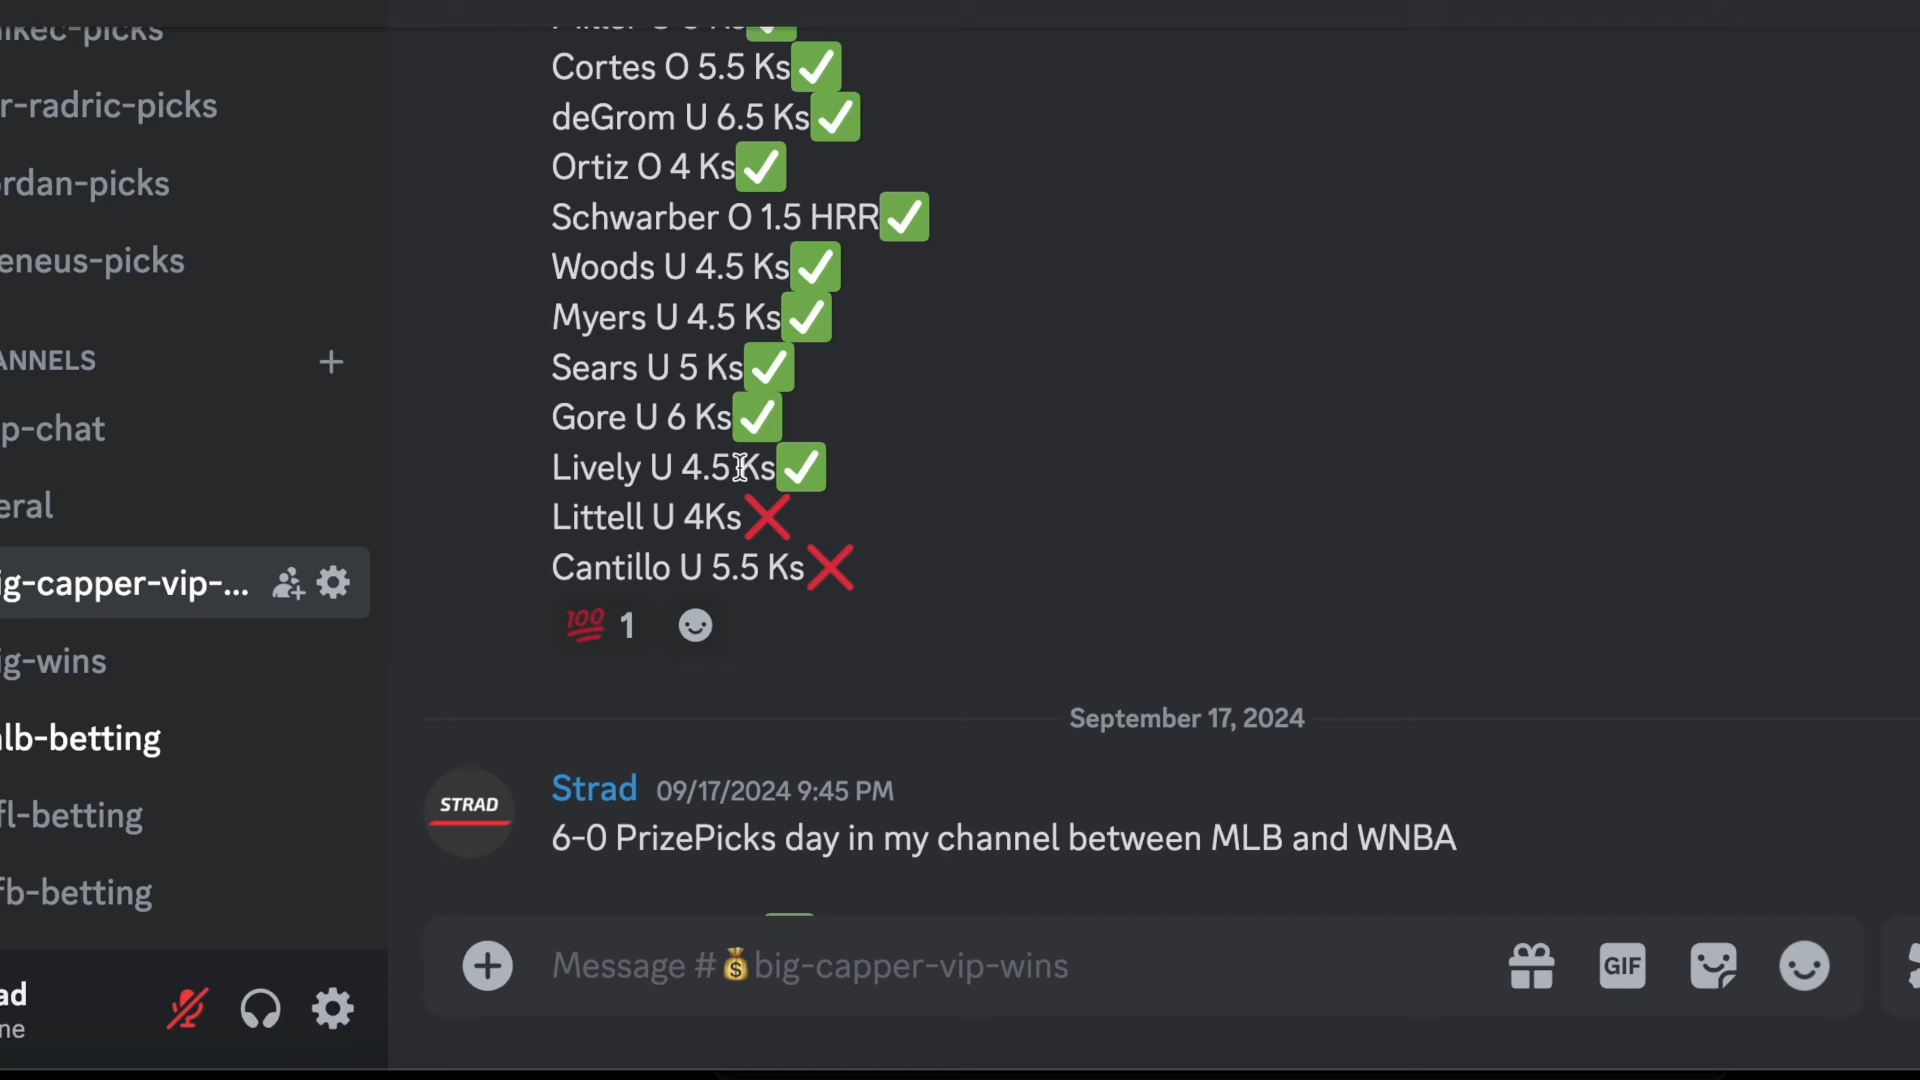 ikec-picks
r-radric-picks
rdan-picks
eneus-picks
ANNELS
p-chat
eral
ig-capper-vip-...
ig-wins
lb-betting
fl-betting
fb-betting
ad
ne
Cortes O 5.5 Ks✅
deGrom U 6.5 Ks✅
Ortiz O 4 Ks✅
Schwarber O 1.5 HRR✅
Woods U 4.5 Ks✅
Myers U 4.5 Ks✅
Sears U 5 Ks✅
Gore U 6 Ks✅
Lively U 4.5 Ks✅
Littell U 4Ks❌
Cantillo U 5.5 Ks❌
💯 1
September 17, 2024
STRAD
Strad 09/17/2024 9:45 PM
6-0 PrizePicks day in my channel between MLB and WNBA
Message #💰big-capper-vip-wins
GIF